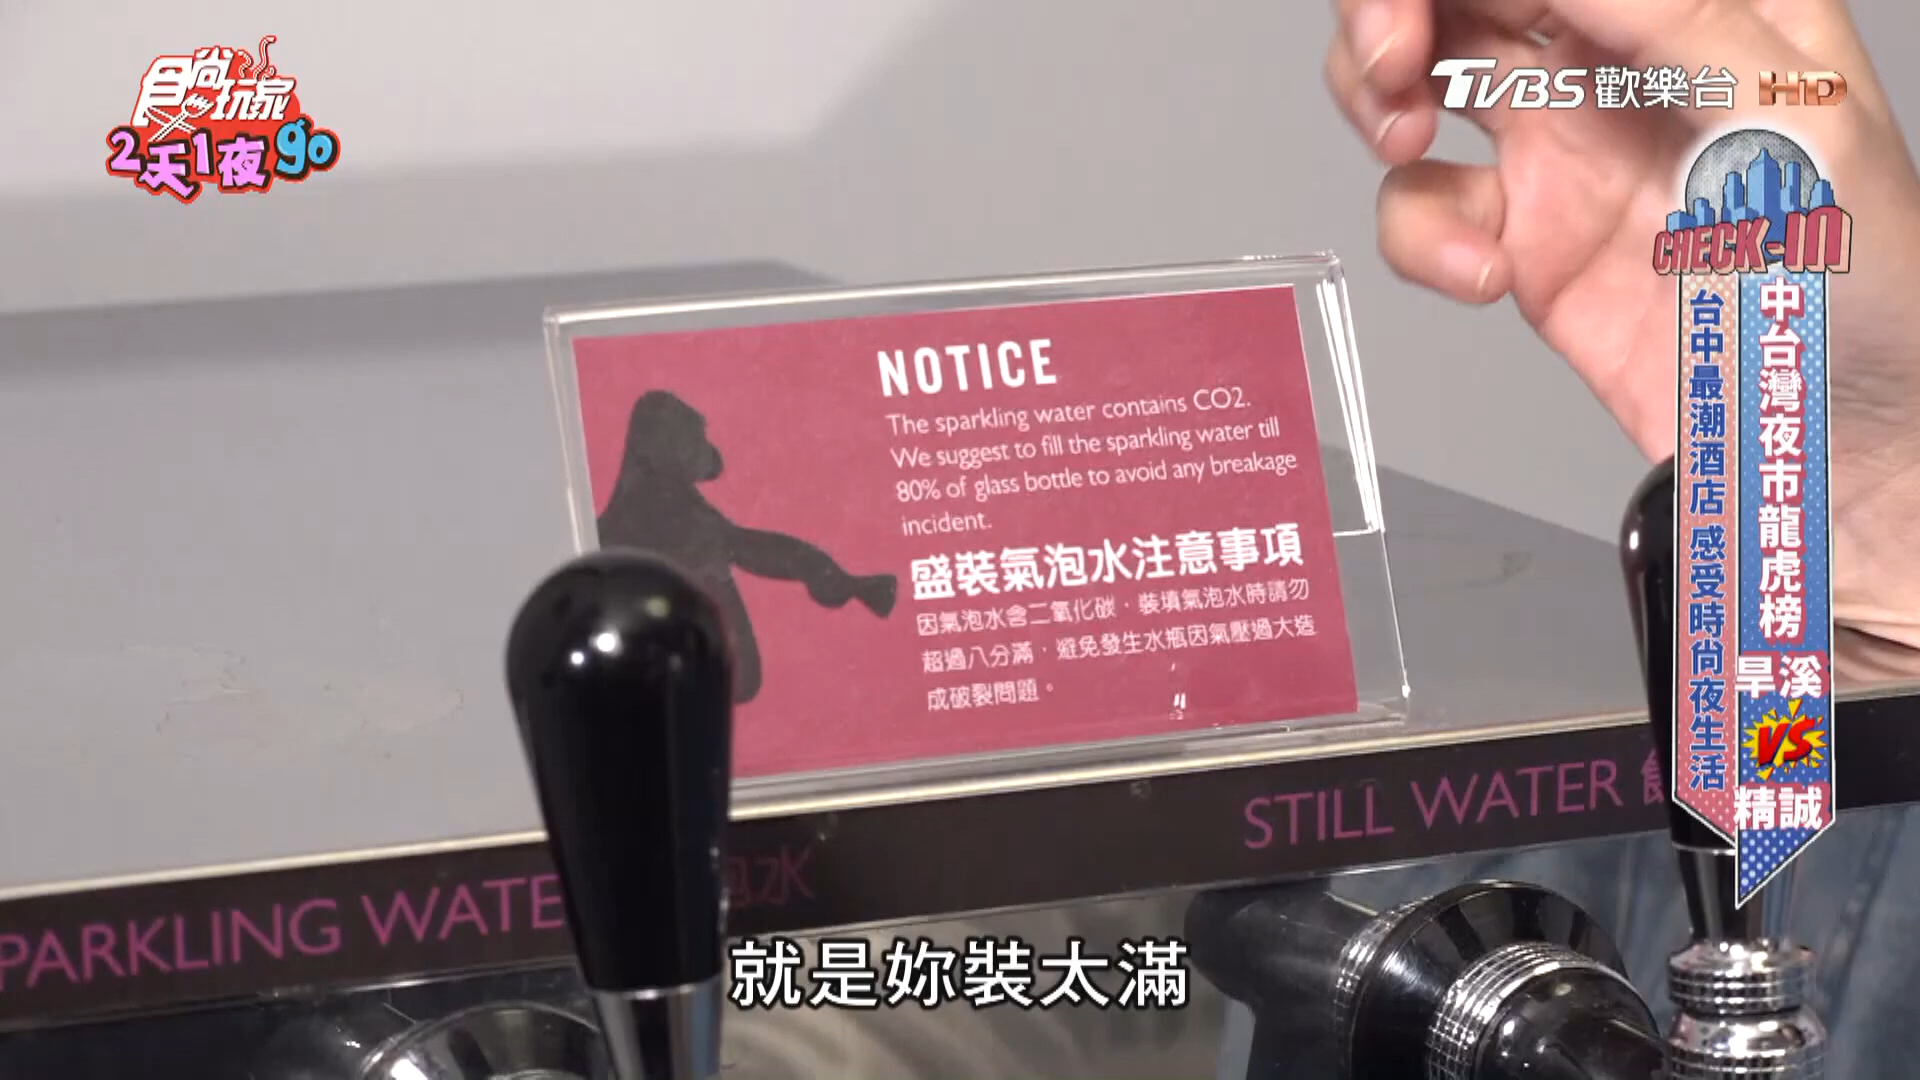 食尚玩家
2天1夜go
TVBS歡樂台 HD
CHECK-IN
中台灣夜市龍虎榜
旱溪
VS
精誠
台中最潮酒店 感受時尚夜生活
NOTICE
The sparkling water contains CO2.
We suggest to fill the sparkling water till
80% of glass bottle to avoid any breakage
incident.
盛裝氣泡水注意事項
因氣泡水含二氧化碳，裝填氣泡水時請勿
超過八分滿，避免發生水瓶因氣壓過大造
成破裂問題。
PARKLING WATE
泡水
STILL WATER
就是妳裝太滿